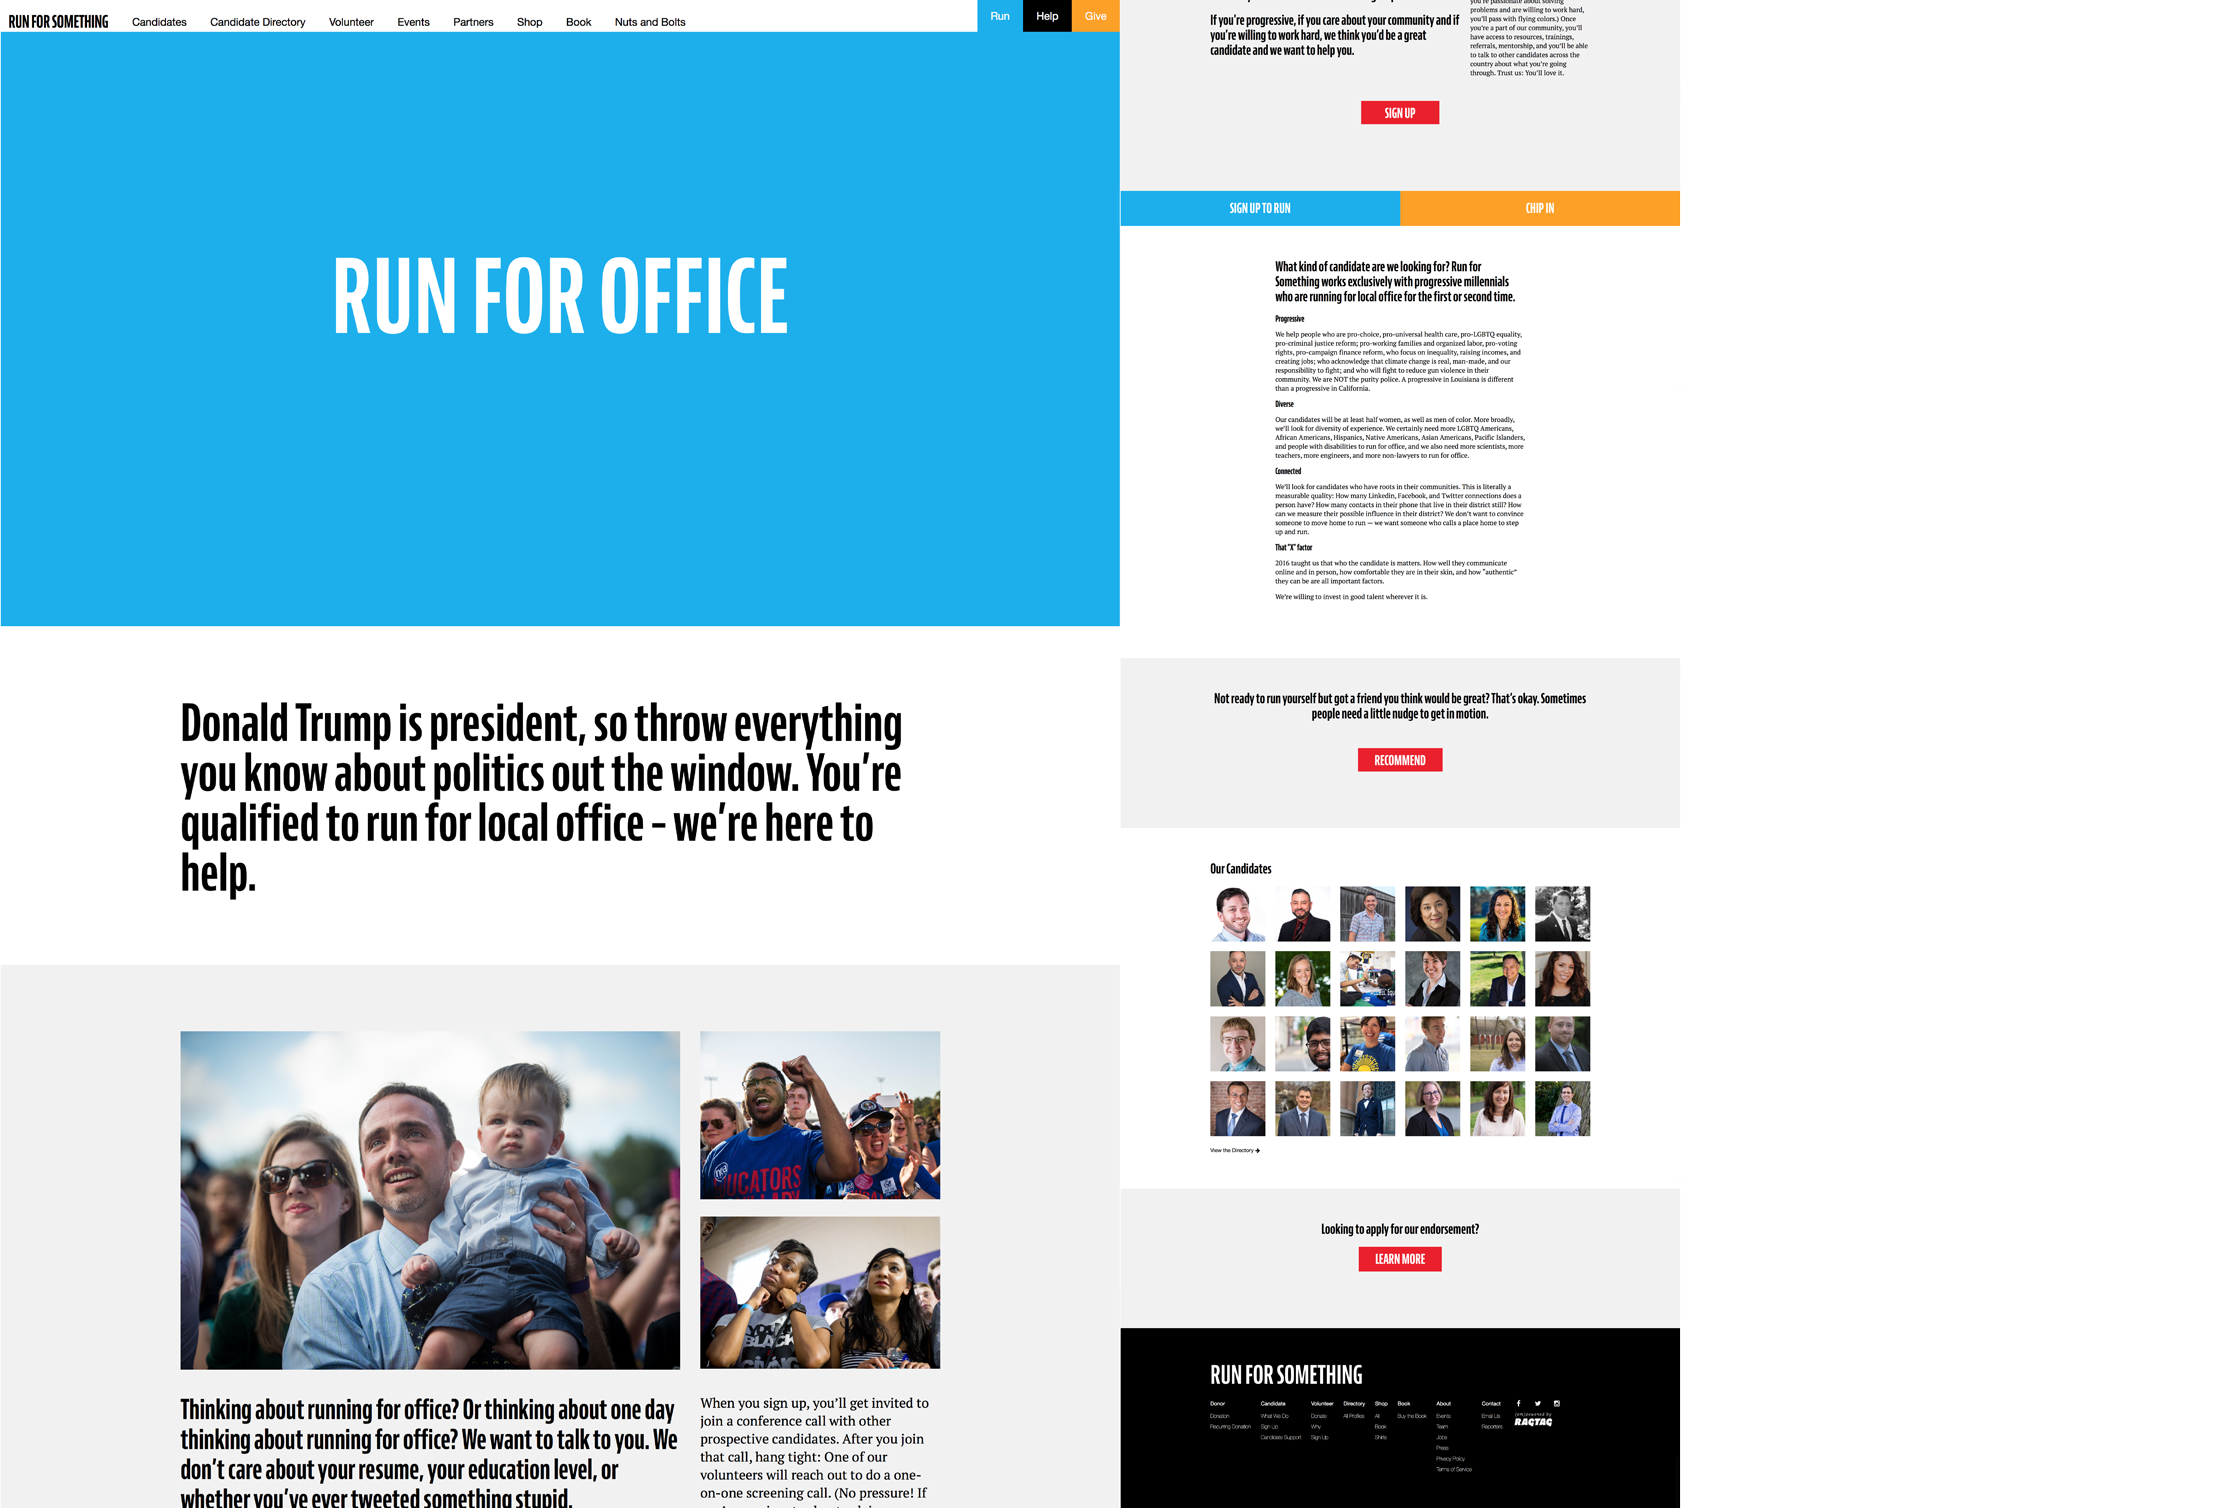 RUN FOR SOMETHING
Candidates
Candidate Directory
Volunteer
Events
Partners
Shop
Book
Nuts and Bolts
Run
Help
Give
RUN FOR OFFICE
Donald Trump is president, so throw everything
you know about politics out the window. You're
qualified to run for local office – we're here to
help.
Thinking about running for office? Or thinking about one day
thinking about running for office? We want to talk to you. We
don't care about your resume, your education level, or
whether you've ever tweeted something stupid.
When you sign up, you'll get invited to
join a conference call with other
prospective candidates. After you join
that call, hang tight: One of our
volunteers will reach out to do a one-
on-one screening call. (No pressure! If
you're passionate about solving
problems and are willing to work hard,
you'll pass with flying colors.) Once
you're a part of our community, you'll
have access to resources, trainings,
referrals, mentorship, and you'll be able
to talk to other candidates across the
country about what you're going
through. Trust us: You'll love it.
If you're progressive, if you care about your community and if
you're willing to work hard, we think you'd be a great
candidate and we want to help you.
SIGN UP
SIGN UP TO RUN
CHIP IN
What kind of candidate are we looking for? Run for
Something works exclusively with progressive millennials
who are running for local office for the first or second time.
Progressive
We help people who are pro-choice, pro-universal health care, pro-LGBTQ equality,
pro-criminal justice reform; pro-working families and organized labor, pro-voting
rights, pro-campaign finance reform, who focus on inequality, raising incomes, and
creating jobs; who acknowledge that climate change is real, man-made, and our
responsibility to fight; and who will fight to reduce gun violence in their
community. We are NOT the purity police. A progressive in Louisiana is different
than a progressive in California.
Diverse
Our candidates will be at least half women, as well as men of color. More broadly,
we'll look for diversity of experience. We certainly need more LGBTQ Americans,
African Americans, Hispanics, Native Americans, Asian Americans, Pacific Islanders,
and people with disabilities to run for office, and we also need more scientists, more
teachers, more engineers, and more non-lawyers to run for office.
Connected
We'll look for candidates who have roots in their communities. This is literally a
measurable quality: How many Linkedin, Facebook, and Twitter connections does a
person have? How many contacts in their phone that live in their district still? How
can we measure their possible influence in their district? We don't want to convince
someone to move home to run — we want someone who calls a place home to step
up and run.
That "X" factor
2016 taught us that who the candidate is matters. How well they communicate
online and in person, how comfortable they are in their skin, and how "authentic"
they can be are all important factors.
We're willing to invest in good talent wherever it is.
Not ready to run yourself but got a friend you think would be great? That's okay. Sometimes
people need a little nudge to get in motion.
RECOMMEND
Our Candidates
View the Directory →
Looking to apply for our endorsement?
LEARN MORE
RUN FOR SOMETHING
Donor
Donation
Recurring Donation
Candidate
What We Do
Sign Up
Candidate Support
Volunteer
Donate
Why
Sign Up
Directory
All Profiles
Shop
All
Book
Shirts
Book
Buy the Book
About
Events
Team
Jobs
Press
Privacy Policy
Terms of Service
Contact
Email Us
Reporters
RAGTAG